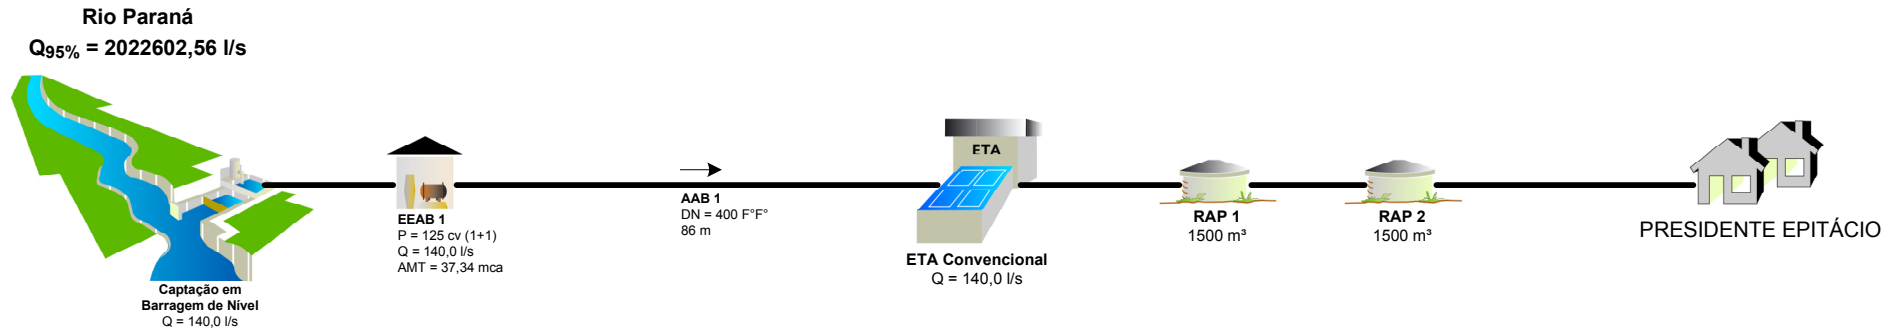 Rio Paraná
Q95% = 2022602,56 l/s
Captação em
Barragem de Nível
Q = 140,0 l/s
EEAB 1
P = 125 cv (1+1)
Q = 140,0 l/s
AMT = 37,34 mca
AAB 1
DN = 400 F°F°
86 m
ETA
ETA Convencional
Q = 140,0 l/s
RAP 1
1500 m³
RAP 2
1500 m³
PRESIDENTE EPITÁCIO